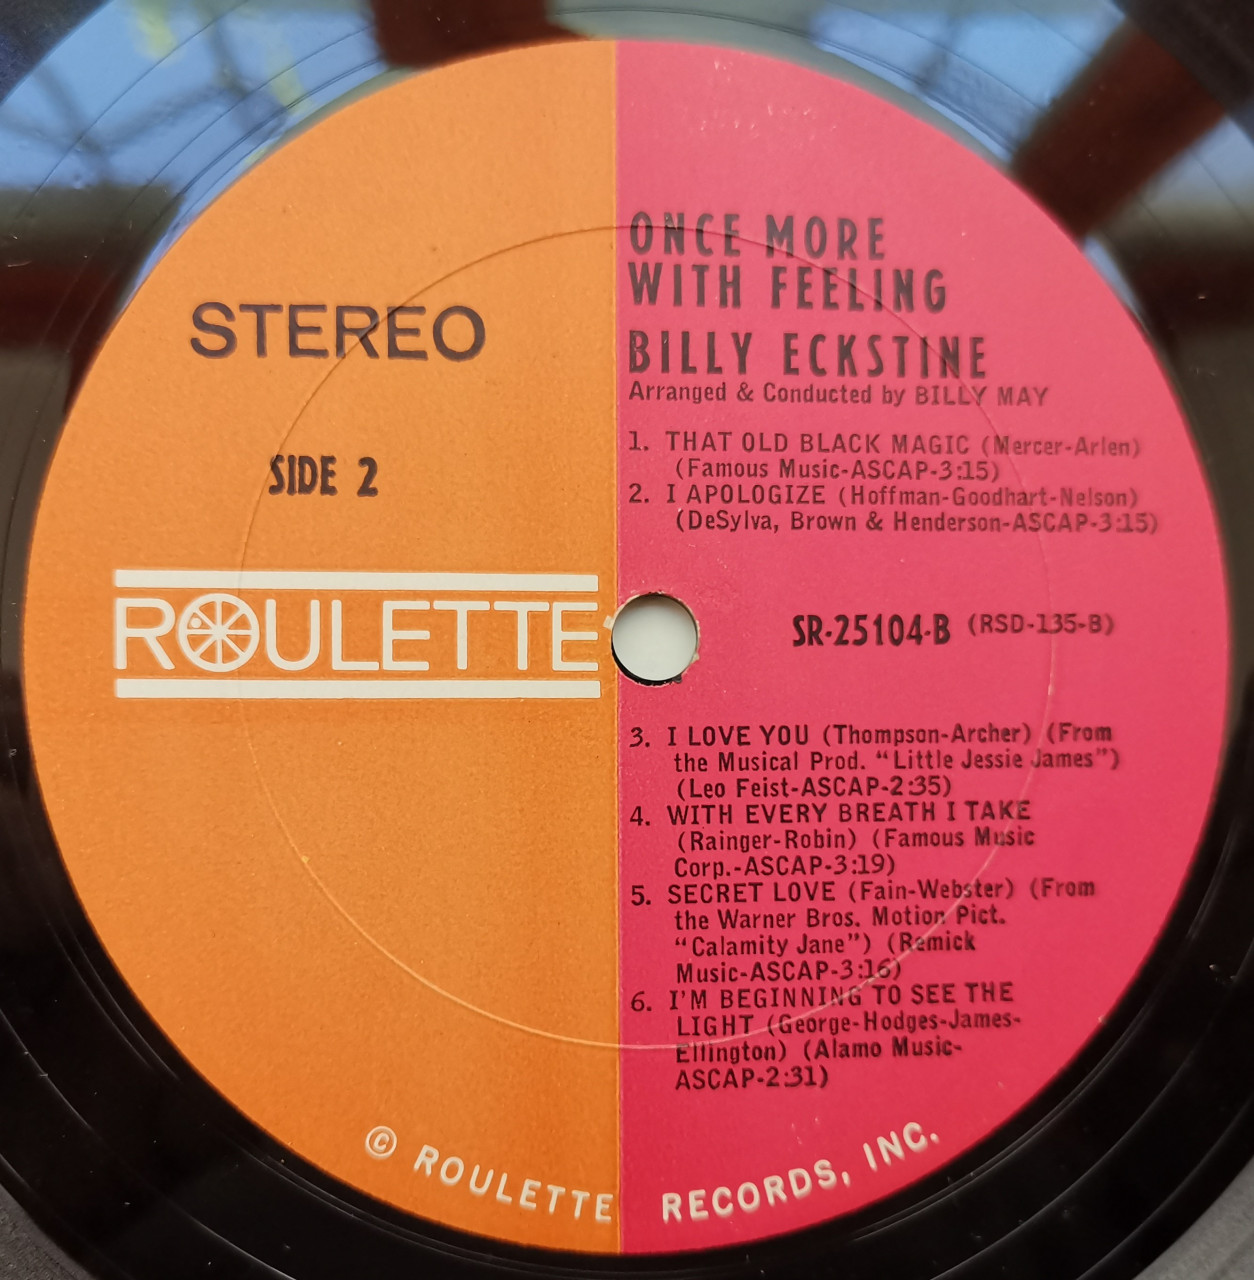 STEREO
SIDE 2
ROULETTE
ONCE MORE
WITH FEELING
BILLY ECKSTINE
Arranged & Conducted by BILLY MAY
1. THAT OLD BLACK MAGIC (Mercer-Arlen)
(Famous Music-ASCAP-3:15)
2. I APOLOGIZE (Hoffman-Goodhart-Nelson)
(DeSylva, Brown & Henderson-ASCAP-3:15)
SR-25104-B (RSD-135-B)
3. I LOVE YOU (Thompson-Archer) (From
the Musical Prod. "Little Jessie James")
(Leo Feist-ASCAP-2:35)
4. WITH EVERY BREATH I TAKE
(Rainger-Robin) (Famous Music
Corp.-ASCAP-3:19)
5. SECRET LOVE (Fain-Webster) (From
the Warner Bros. Motion Pict.
"Calamity Jane") (Remick
Music-ASCAP-3:16)
6. I'M BEGINNING TO SEE THE
LIGHT (George-Hodges-James-
Ellington) (Alamo Music-
ASCAP-2:31)
© ROULETTE RECORDS, INC.